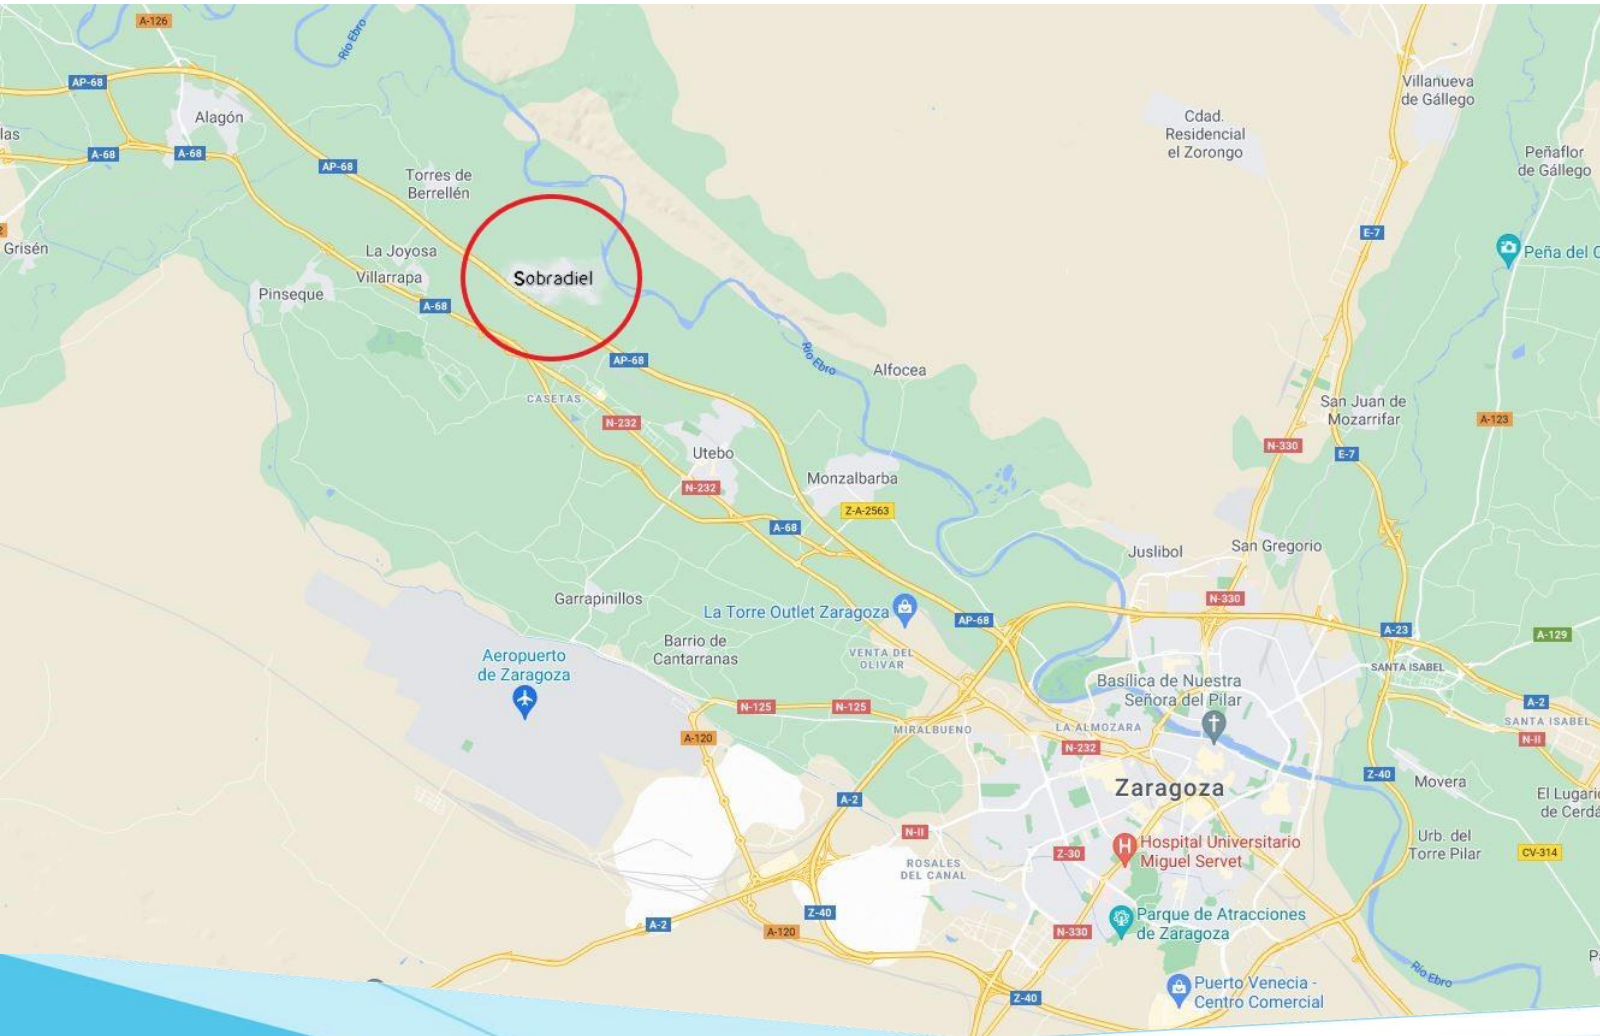 A-126
Río Ebro
AP-68
Alagón
las
A-68
A-68
AP-68
Torres de
Berrellén
Grisén
La Joyosa
Villarrapa
Pinseque
A-68
Sobradiel
AP-68
CASETAS
N-232
Río Ebro
Alfocea
Utebo
N-232
Monzalbarba
Z-A-2563
A-68
Cdad.
Residencial
el Zorongo
Villanueva
de Gállego
Peñaflor
de Gállego
E-7
Peña del C
San Juan de
Mozarrifar
A-123
N-330
E-7
Juslibol
San Gregorio
Garrapinillos
La Torre Outlet Zaragoza
AP-68
N-330
A-23
A-129
Barrio de
Cantarranas
VENTA DEL
OLIVAR
SANTA ISABEL
Aeropuerto
de Zaragoza
Basílica de Nuestra
Señora del Pilar
N-125
N-125
MIRALBUENO
LA ALMOZARA
A-2
SANTA ISABEL
A-120
N-232
N-II
Zaragoza
Z-40
Movera
A-2
El Lugaric
de Cerdá
N-II
Hospital Universitario
Miguel Servet
Z-30
Urb. del
Torre Pilar
CV-314
ROSALES
DEL CANAL
A-2
Z-40
A-120
N-330
Parque de Atracciones
de Zaragoza
Río Ebro
Puerto Venecia -
Centro Comercial
Z-40